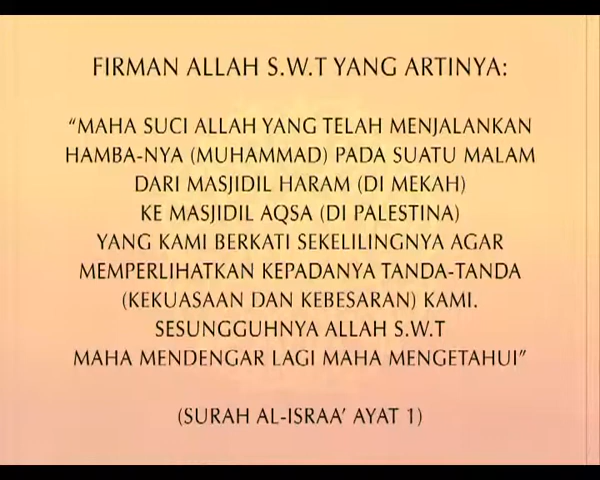 FIRMAN ALLAH S.W.T YANG ARTINYA:
“MAHA SUCI ALLAH YANG TELAH MENJALANKAN
HAMBA-NYA (MUHAMMAD) PADA SUATU MALAM
DARI MASJIDIL HARAM (DI MEKAH)
KE MASJIDIL AQSA (DI PALESTINA)
YANG KAMI BERKATI SEKELILINGNYA AGAR
MEMPERLIHATKAN KEPADANYA TANDA-TANDA
(KEKUASAAN DAN KEBESARAN) KAMI.
SESUNGGUHNYA ALLAH S.W.T
MAHA MENDENGAR LAGI MAHA MENGETAHUI”
(SURAH AL-ISRAA’ AYAT 1)